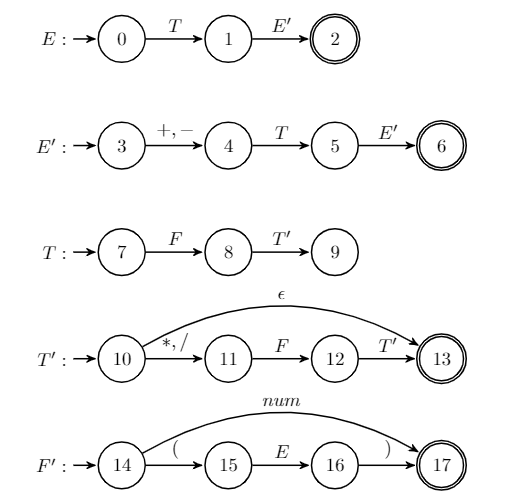 E : 0 T 1 E′ 2
E′ : 3 +, − 4 T 5 E′ 6
T : 7 F 8 T′ 9
ϵ
T′ : 10 *, / 11 F 12 T′ 13
num
F′ : 14 ( 15 E 16 ) 17